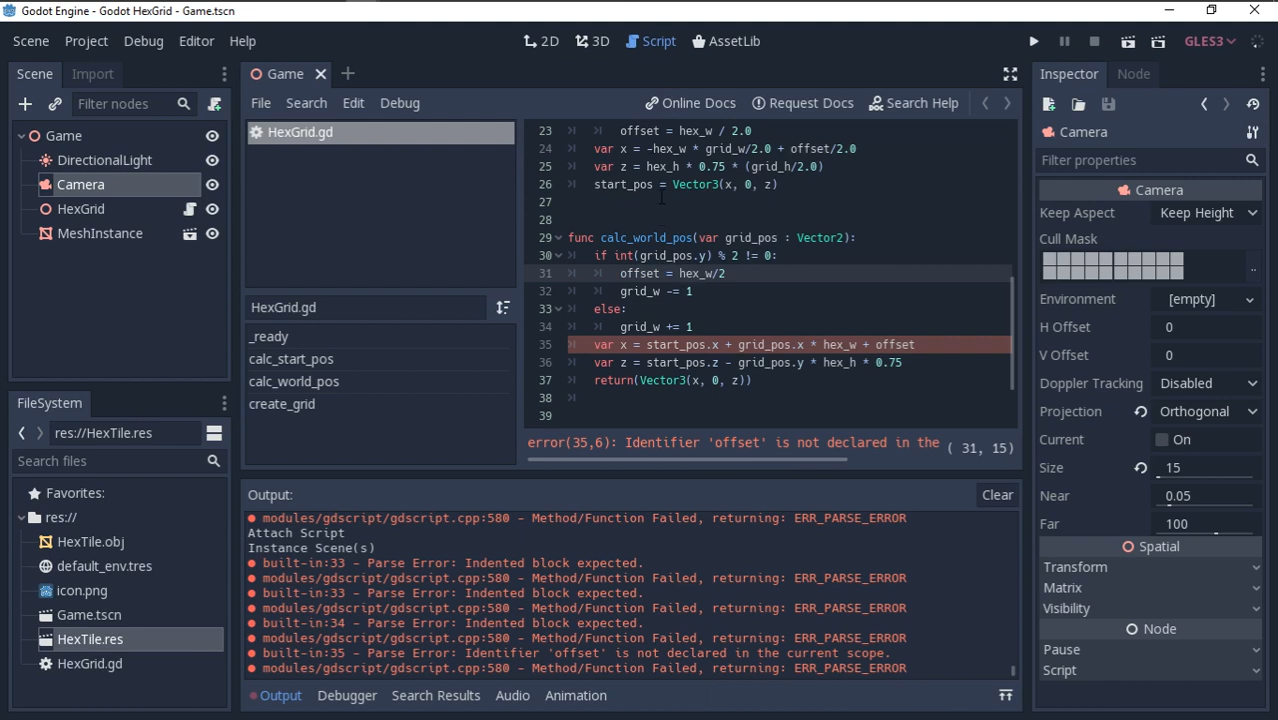 Godot Engine - Godot HexGrid - Game.tscn
Scene Project Debug Editor Help
2D 3D Script AssetLib
GLES3
Scene Import
Filter nodes
Game
DirectionalLight
Camera
HexGrid
MeshInstance
FileSystem
res://HexTile.res
Search files
Favorites:
res://
HexTile.obj
default_env.tres
icon.png
Game.tscn
HexTile.res
HexGrid.gd
Game
File Search Edit Debug
Online Docs Request Docs Search Help
HexGrid.gd
HexGrid.gd
_ready
calc_start_pos
calc_world_pos
create_grid
23 offset = hex_w / 2.0
24 var x = -hex_w * grid_w/2.0 + offset/2.0
25 var z = hex_h * 0.75 * (grid_h/2.0)
26 start_pos = Vector3(x, 0, z)
27
28
29 func calc_world_pos(var grid_pos : Vector2):
30 if int(grid_pos.y) % 2 != 0:
31 offset = hex_w/2
32 grid_w -= 1
33 else:
34 grid_w += 1
35 var x = start_pos.x + grid_pos.x * hex_w + offset
36 var z = start_pos.z - grid_pos.y * hex_h * 0.75
37 return(Vector3(x, 0, z))
38
39
error(35,6): Identifier 'offset' is not declared in the ( 31, 15)
Output:
Clear
modules/gdscript/gdscript.cpp:580 - Method/Function Failed, returning: ERR_PARSE_ERROR
Attach Script
Instance Scene(s)
built-in:33 - Parse Error: Indented block expected.
modules/gdscript/gdscript.cpp:580 - Method/Function Failed, returning: ERR_PARSE_ERROR
built-in:33 - Parse Error: Indented block expected.
modules/gdscript/gdscript.cpp:580 - Method/Function Failed, returning: ERR_PARSE_ERROR
built-in:34 - Parse Error: Indented block expected.
modules/gdscript/gdscript.cpp:580 - Method/Function Failed, returning: ERR_PARSE_ERROR
built-in:35 - Parse Error: Identifier 'offset' is not declared in the current scope.
modules/gdscript/gdscript.cpp:580 - Method/Function Failed, returning: ERR_PARSE_ERROR
Output Debugger Search Results Audio Animation
Inspector Node
Camera
Filter properties
Camera
Keep Aspect Keep Height
Cull Mask ..
Environment [empty]
H Offset 0
V Offset 0
Doppler Tracking Disabled
Projection Orthogonal
Current On
Size 15
Near 0.05
Far 100
Spatial
Transform
Matrix
Visibility
Node
Pause
Script